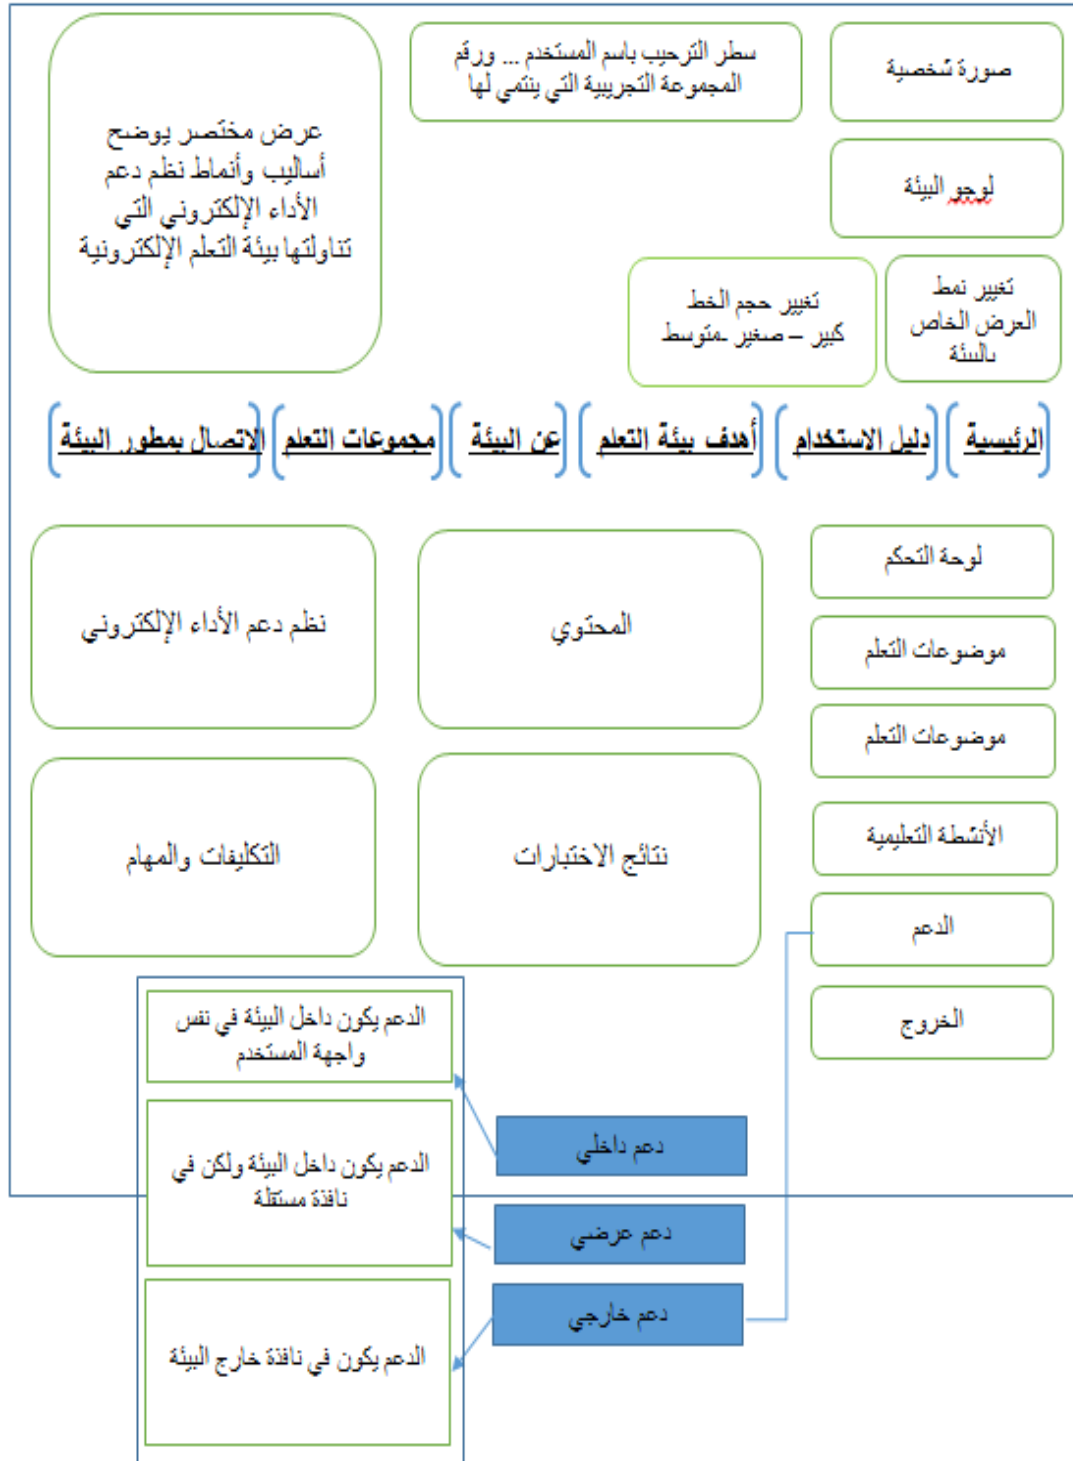 صورة شخصية
سطر الترحيب باسم المستخدم ... ورقم
المجموعة التجريبية التي ينتمي لها
عرض مختصر يوضح
أساليب وأنماط نظم دعم
الأداء الإلكتروني التي
تناولتها بيئة التعلم الإلكترونية
لوجو البيئة
تغيير نمط
العرض الخاص
بالبيئة
تغيير حجم الخط
كبير – صغير -متوسط
الرئيسية
دليل الاستخدام
أهدف بيئة التعلم
عن البيئة
مجموعات التعلم
الاتصال بمطور البيئة
لوحة التحكم
موضوعات التعلم
موضوعات التعلم
الأنشطة التعليمية
الدعم
الخروج
المحتوي
نظم دعم الأداء الإلكتروني
نتائج الاختبارات
التكليفات والمهام
دعم داخلي
الدعم يكون داخل البيئة في نفس
واجهة المستخدم
دعم عرضي
الدعم يكون داخل البيئة ولكن في
نافذة مستقلة
دعم خارجي
الدعم يكون في نافذة خارج البيئة